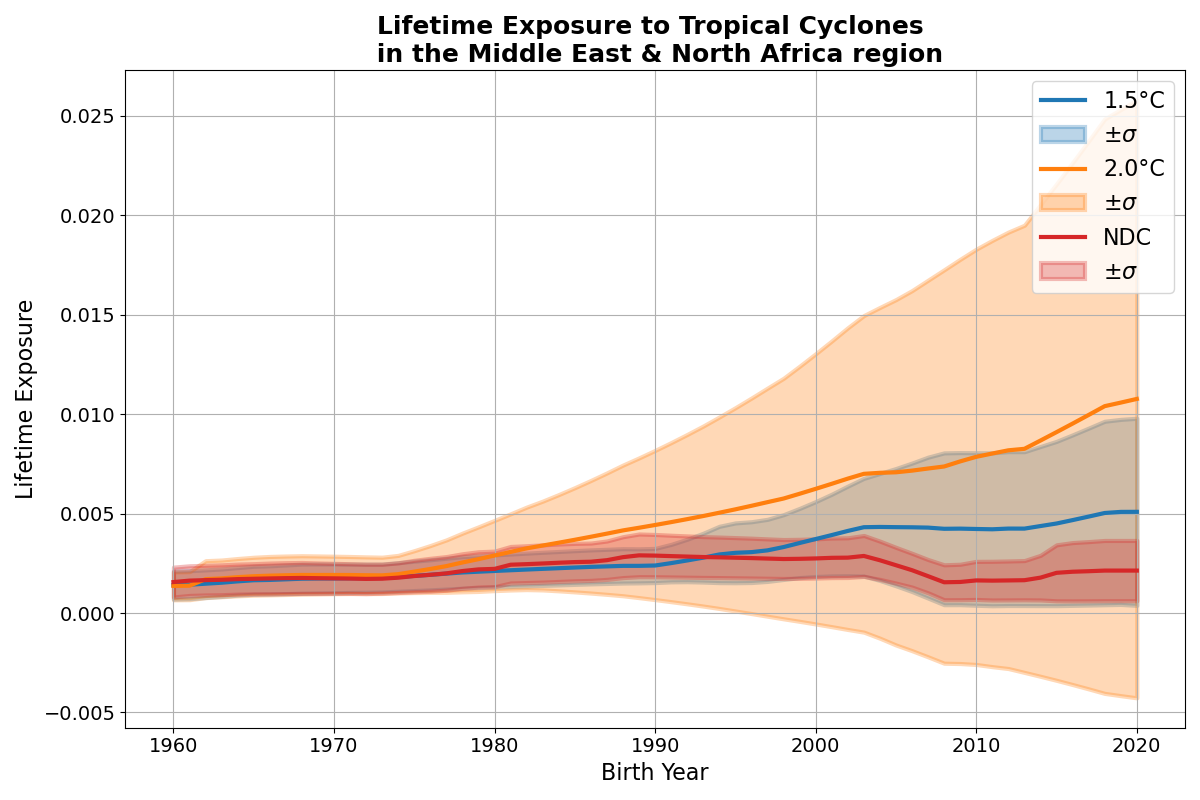 Lifetime Exposure to Tropical Cyclones
in the Middle East & North Africa region
0.025
0.020
0.015
0.010
0.005
0.000
−0.005
Lifetime Exposure
1960
1970
1980
1990
2000
2010
2020
Birth Year
1.5°C
±σ
2.0°C
±σ
NDC
±σ